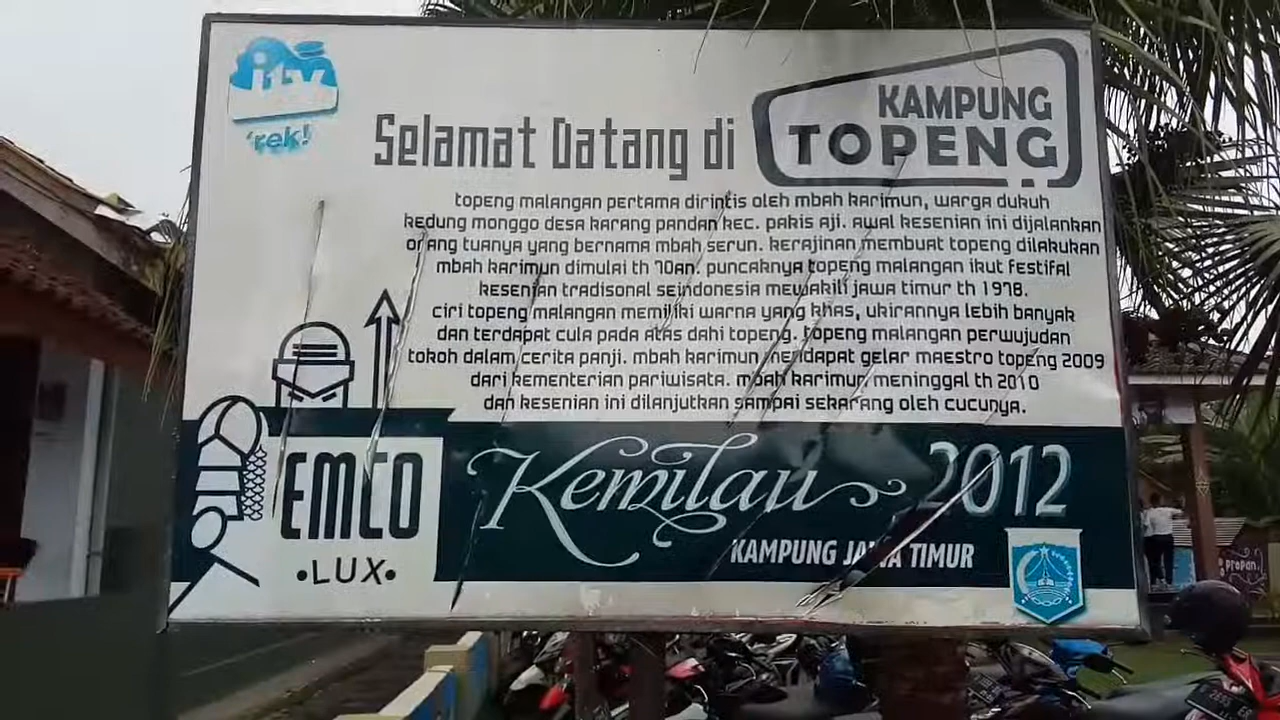 jtv
'rek!
Selamat Datang di
KAMPUNG
TOPENG
topeng malangan pertama dirintis oleh mbah karimun, warga dukuh
kedung monggo desa karang pandan kec. pakis aji. awal kesenian ini dijalankan
orang tuanya yang bernama mbah serun. kerajinan membuat topeng dilakukan
mbah karimun dimulai th 70an. puncaknya topeng malangan ikut festifal
kesenian tradisonal seindonesia mewakili jawa timur th 1978.
ciri topeng malangan memiliki warna yang khas, ukirannya lebih banyak
dan terdapat cula pada atas dahi topeng. topeng malangan perwujudan
tokoh dalam cerita panji. mbah karimun mendapat gelar maestro topeng 2009
dari kementerian pariwisata. mbah karimun meninggal th 2010
dan kesenian ini dilanjutkan sampai sekarang oleh cucunya.
EMCO
•LUX•
Kemilau 2012
KAMPUNG JAWA TIMUR